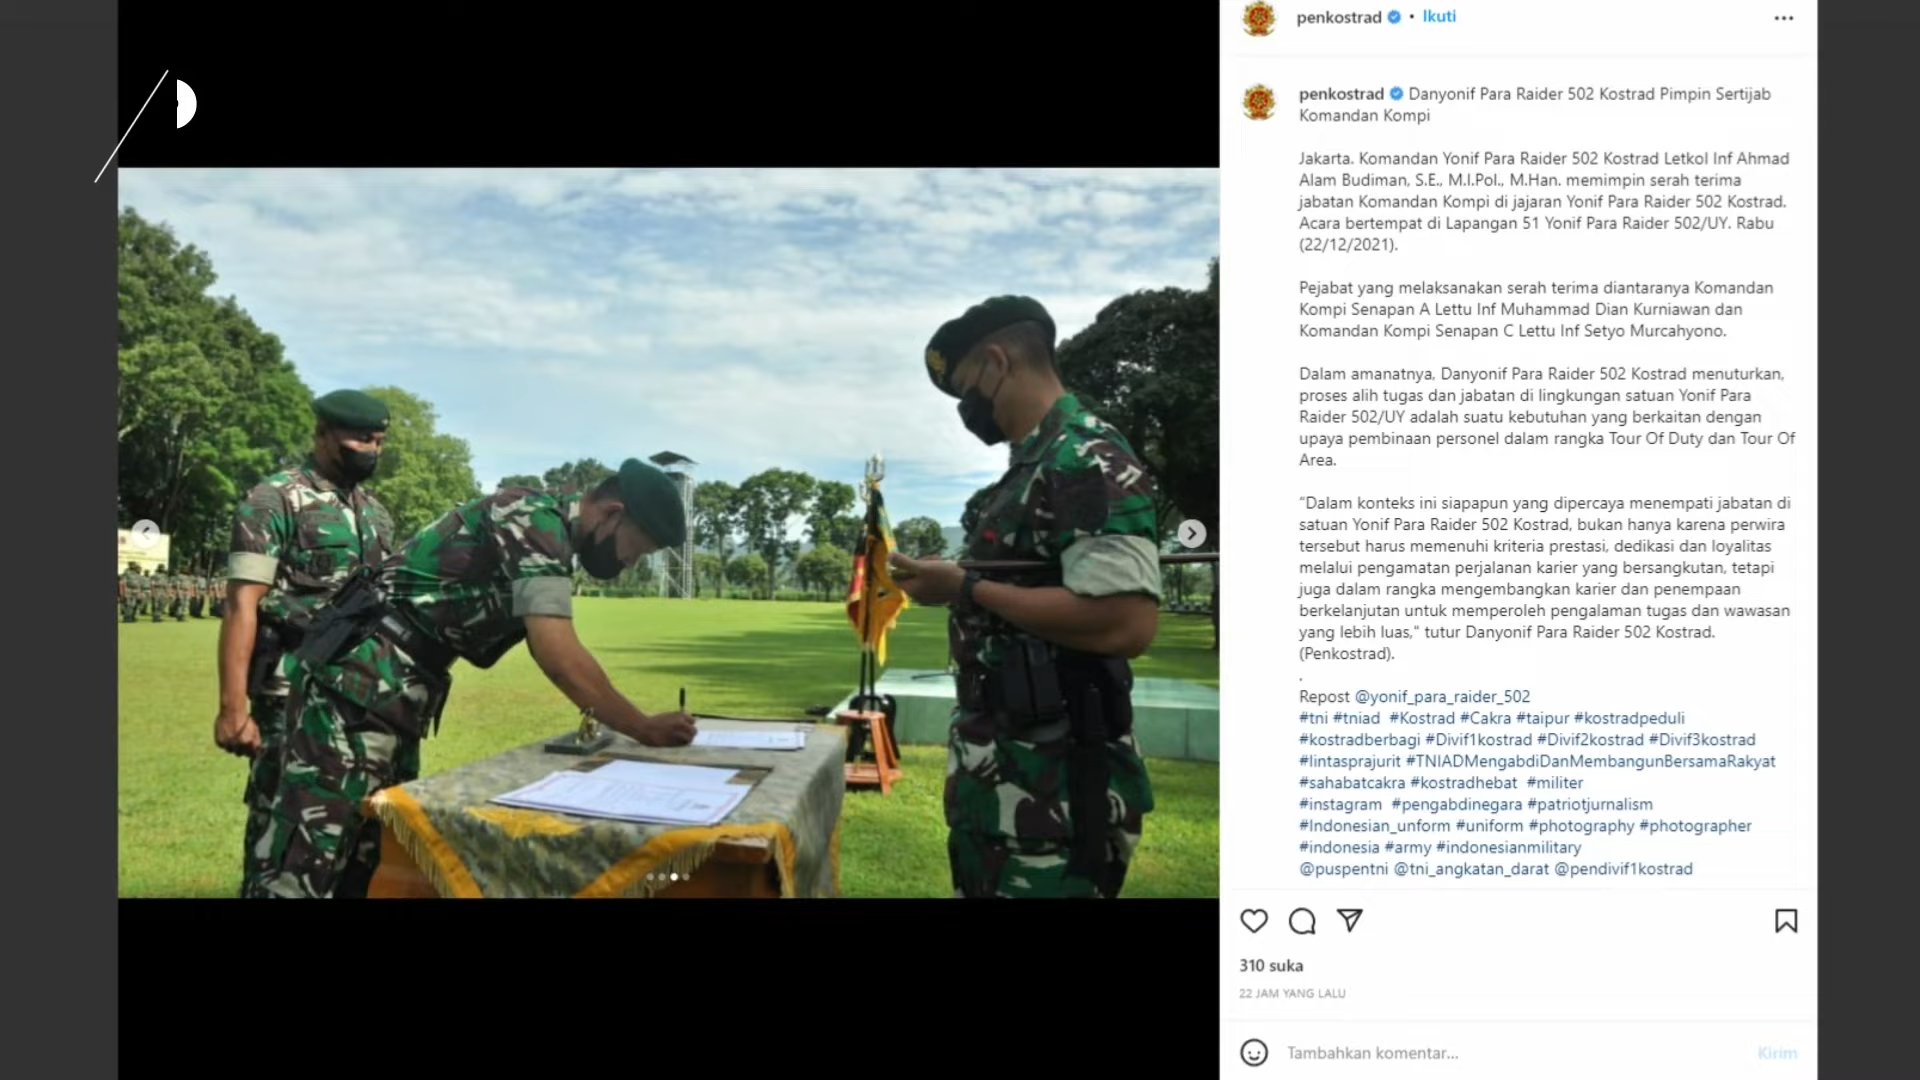 penkostrad • Ikuti
penkostrad Danyonif Para Raider 502 Kostrad Pimpin Sertijab
Komandan Kompi
Jakarta. Komandan Yonif Para Raider 502 Kostrad Letkol Inf Ahmad
Alam Budiman, S.E., M.I.Pol., M.Han. memimpin serah terima
jabatan Komandan Kompi di jajaran Yonif Para Raider 502 Kostrad.
Acara bertempat di Lapangan 51 Yonif Para Raider 502/UY. Rabu
(22/12/2021).
Pejabat yang melaksanakan serah terima diantaranya Komandan
Kompi Senapan A Lettu Inf Muhammad Dian Kurniawan dan
Komandan Kompi Senapan C Lettu Inf Setyo Murcahyono.
Dalam amanatnya, Danyonif Para Raider 502 Kostrad menuturkan,
proses alih tugas dan jabatan di lingkungan satuan Yonif Para
Raider 502/UY adalah suatu kebutuhan yang berkaitan dengan
upaya pembinaan personel dalam rangka Tour Of Duty dan Tour Of
Area.
“Dalam konteks ini siapapun yang dipercaya menempati jabatan di
satuan Yonif Para Raider 502 Kostrad, bukan hanya karena perwira
tersebut harus memenuhi kriteria prestasi, dedikasi dan loyalitas
melalui pengamatan perjalanan karier yang bersangkutan, tetapi
juga dalam rangka mengembangkan karier dan penempaan
berkelanjutan untuk memperoleh pengalaman tugas dan wawasan
yang lebih luas," tutur Danyonif Para Raider 502 Kostrad.
(Penkostrad).
.
Repost @yonif_para_raider_502
#tni #tniad #Kostrad #Cakra #taipur #kostradpeduli
#kostradberbagi #Divif1kostrad #Divif2kostrad #Divif3kostrad
#lintasprajurit #TNIADMengabdiDanMembangunBersamaRakyat
#sahabatcakra #kostradhebat #militer
#instagram #pengabdinegara #patriotjurnalism
#Indonesian_unform #uniform #photography #photographer
#indonesia #army #indonesianmilitary
@puspentni @tni_angkatan_darat @pendivif1kostrad
310 suka
22 JAM YANG LALU
Tambahkan komentar... Kirim